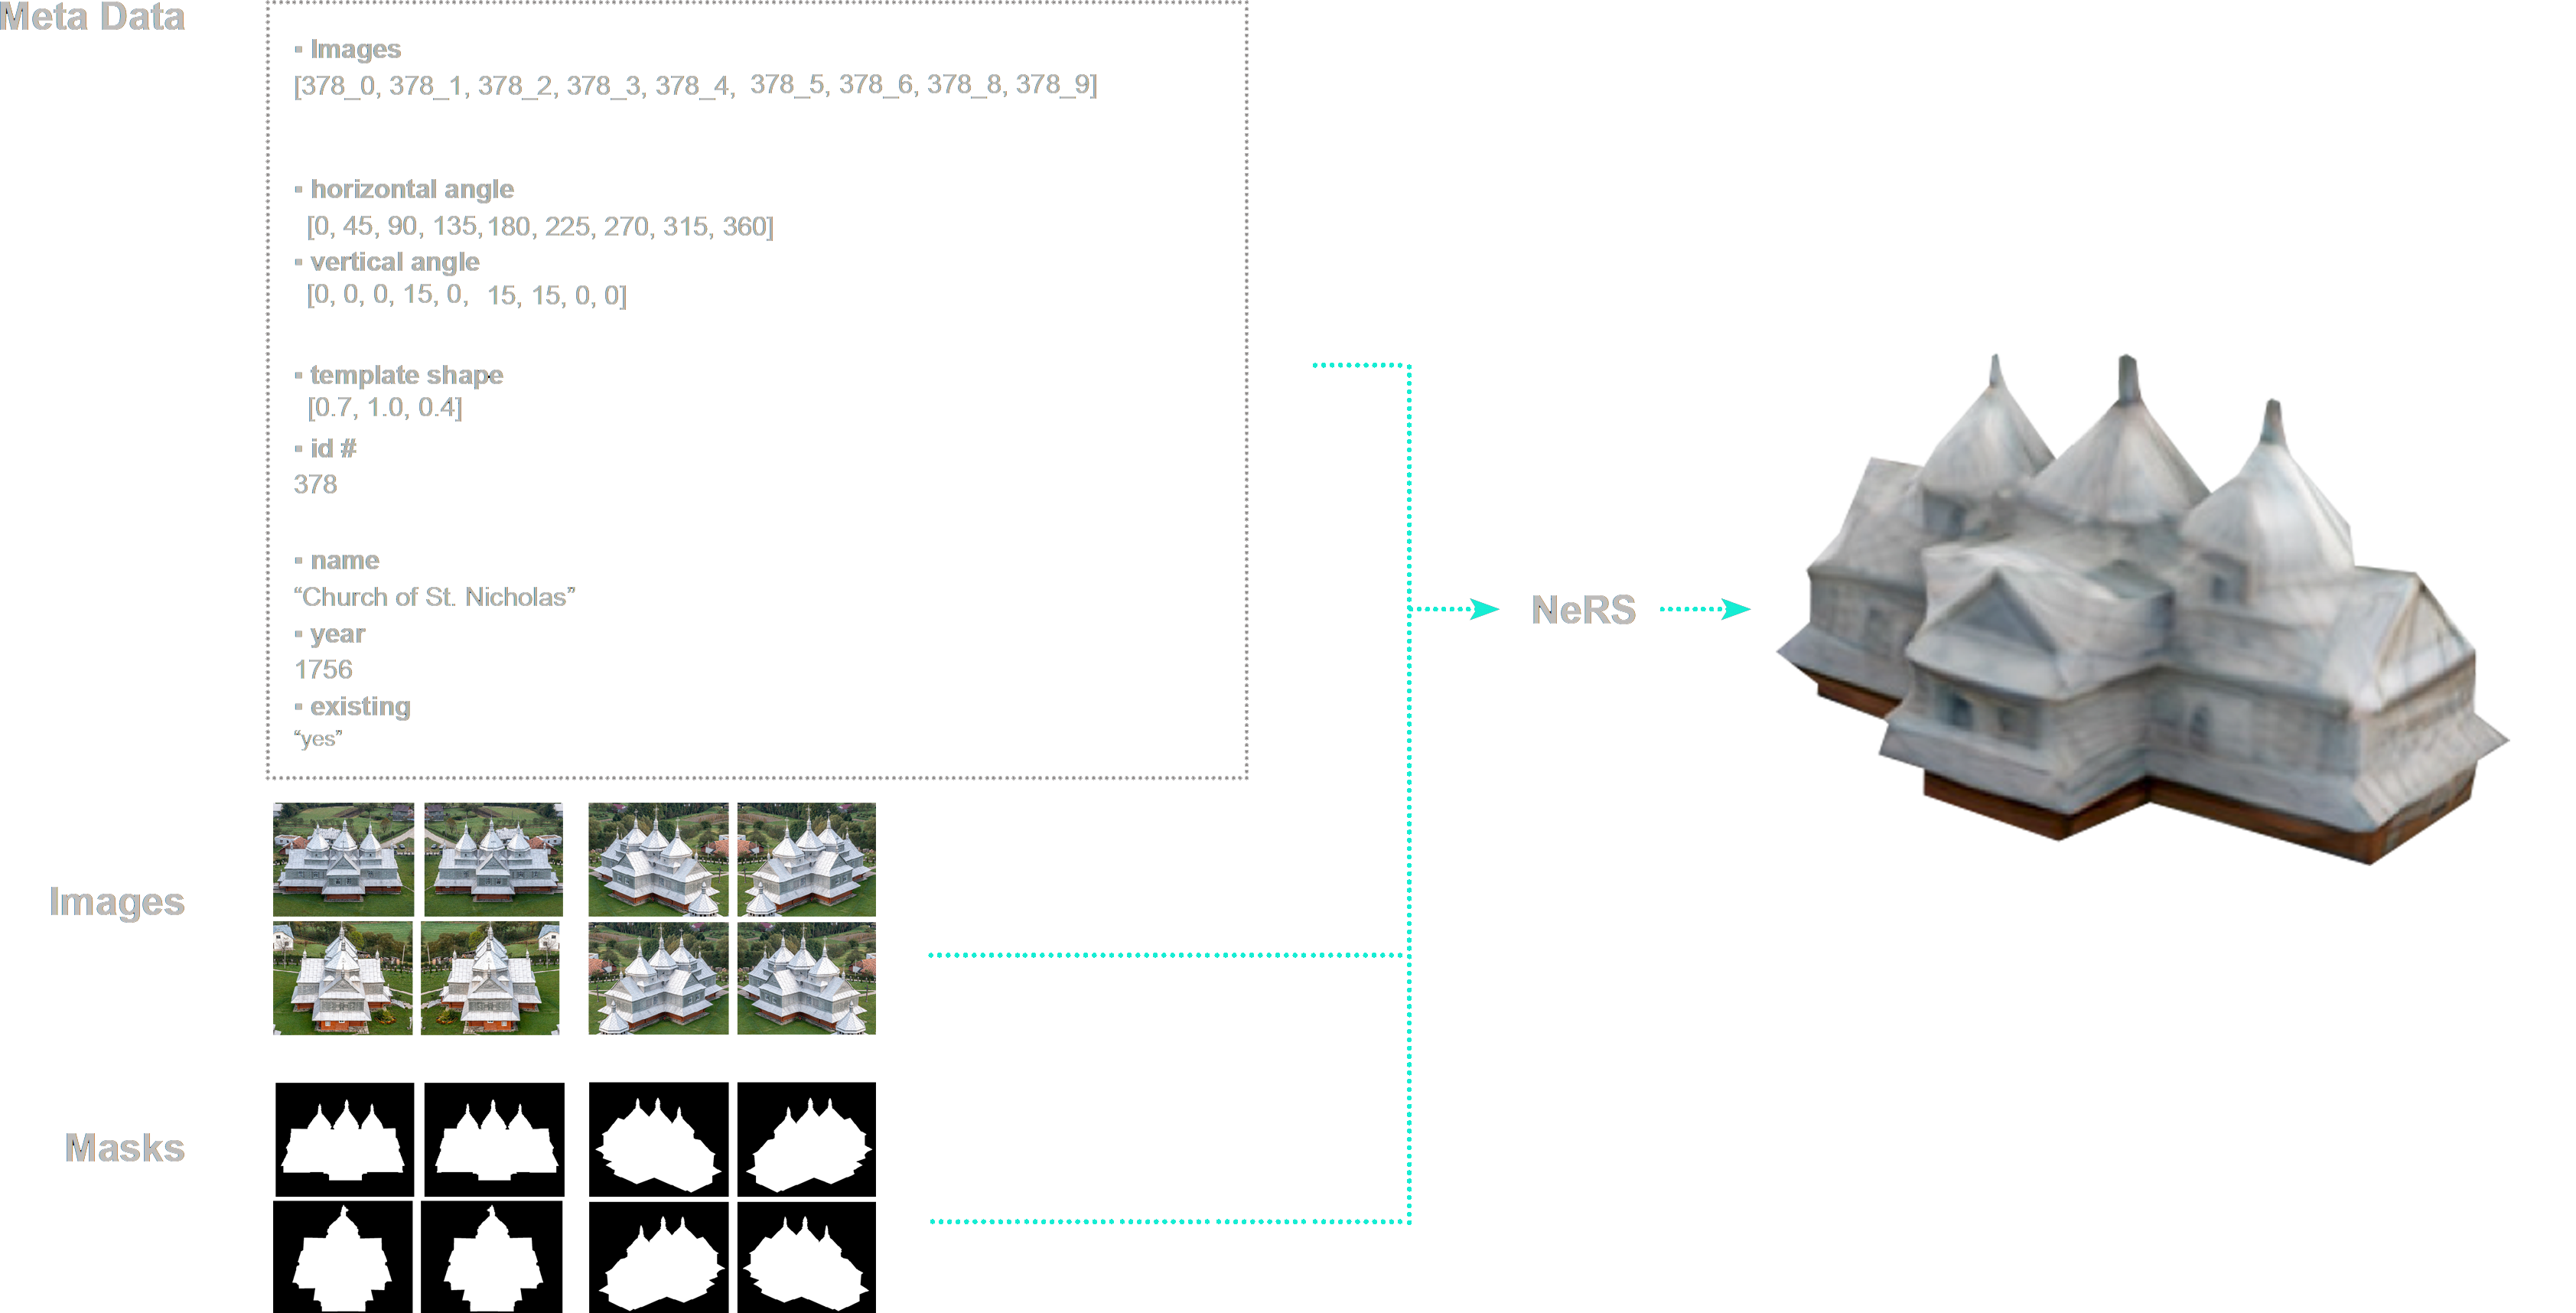 Meta Data
▪ Images
[378_0, 378_1, 378_2, 378_3, 378_4, 378_5, 378_6, 378_8, 378_9]
▪ horizontal angle
[0, 45, 90, 135, 180, 225, 270, 315, 360]
▪ vertical angle
[0, 0, 0, 15, 0, 15, 15, 0, 0]
▪ template shape
[0.7, 1.0, 0.4]
▪ id #
378
▪ name
“Church of St. Nicholas”
▪ year
1756
▪ existing
“yes”
NeRS
Images
Masks